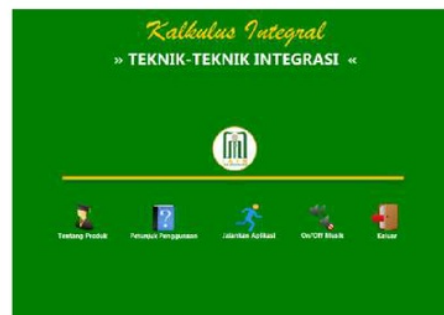 Kalkulus Integral
» TEKNIK-TEKNIK INTEGRASI «
Tentang Produk
Petunjuk Penggunaan
Jalankan Aplikasi
On/Off Musik
Keluar